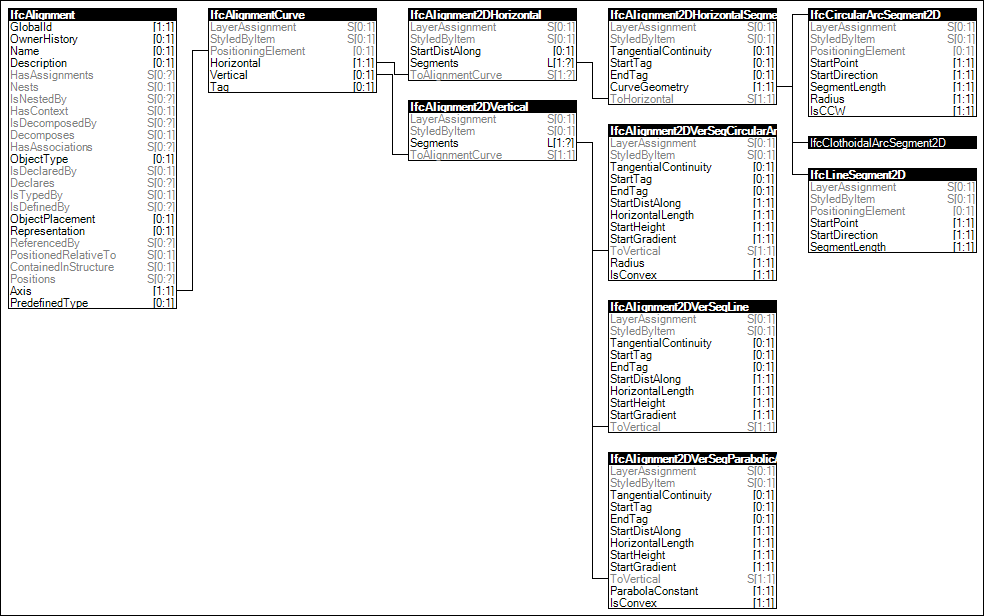 IfcAlignment
GlobalId [1:1]
OwnerHistory [0:1]
Name [0:1]
Description [0:1]
HasAssignments S[0:?]
Nests S[0:1]
IsNestedBy S[0:?]
HasContext S[0:1]
IsDecomposedBy S[0:?]
Decomposes S[0:1]
HasAssociations S[0:?]
ObjectType [0:1]
IsDeclaredBy S[0:1]
Declares S[0:?]
IsTypedBy S[0:1]
IsDefinedBy S[0:?]
ObjectPlacement [0:1]
Representation [0:1]
ReferencedBy S[0:?]
PositionedRelativeTo S[0:1]
ContainedInStructure S[0:1]
Positions S[0:?]
Axis [1:1]
PredefinedType [0:1]
IfcAlignmentCurve
LayerAssignment S[0:1]
StyledByItem S[0:1]
PositioningElement [0:1]
Horizontal [1:1]
Vertical [0:1]
Tag [0:1]
IfcAlignment2DHorizontal
LayerAssignment S[0:1]
StyledByItem S[0:1]
StartDistAlong [0:1]
Segments L[1:?]
ToAlignmentCurve S[1:?]
IfcAlignment2DVertical
LayerAssignment S[0:1]
StyledByItem S[0:1]
Segments L[1:?]
ToAlignmentCurve S[1:1]
IfcAlignment2DHorizontalSegme
LayerAssignment S[0:1]
StyledByItem S[0:1]
TangentialContinuity [0:1]
StartTag [0:1]
EndTag [0:1]
CurveGeometry [1:1]
ToHorizontal S[1:1]
IfcAlignment2DVerSegCircularAr
LayerAssignment S[0:1]
StyledByItem S[0:1]
TangentialContinuity [0:1]
StartTag [0:1]
EndTag [0:1]
StartDistAlong [1:1]
HorizontalLength [1:1]
StartHeight [1:1]
StartGradient [1:1]
ToVertical S[1:1]
Radius [1:1]
IsConvex [1:1]
IfcAlignment2DVerSegLine
LayerAssignment S[0:1]
StyledByItem S[0:1]
TangentialContinuity [0:1]
StartTag [0:1]
EndTag [0:1]
StartDistAlong [1:1]
HorizontalLength [1:1]
StartHeight [1:1]
StartGradient [1:1]
ToVertical S[1:1]
IfcAlignment2DVerSegParabolicA
LayerAssignment S[0:1]
StyledByItem S[0:1]
TangentialContinuity [0:1]
StartTag [0:1]
EndTag [0:1]
StartDistAlong [1:1]
HorizontalLength [1:1]
StartHeight [1:1]
StartGradient [1:1]
ToVertical S[1:1]
ParabolaConstant [1:1]
IsConvex [1:1]
IfcCircularArcSegment2D
LayerAssignment S[0:1]
StyledByItem S[0:1]
PositioningElement [0:1]
StartPoint [1:1]
StartDirection [1:1]
SegmentLength [1:1]
Radius [1:1]
IsCCW [1:1]
IfcClothoidalArcSegment2D
IfcLineSegment2D
LayerAssignment S[0:1]
StyledByItem S[0:1]
PositioningElement [0:1]
StartPoint [1:1]
StartDirection [1:1]
SegmentLength [1:1]